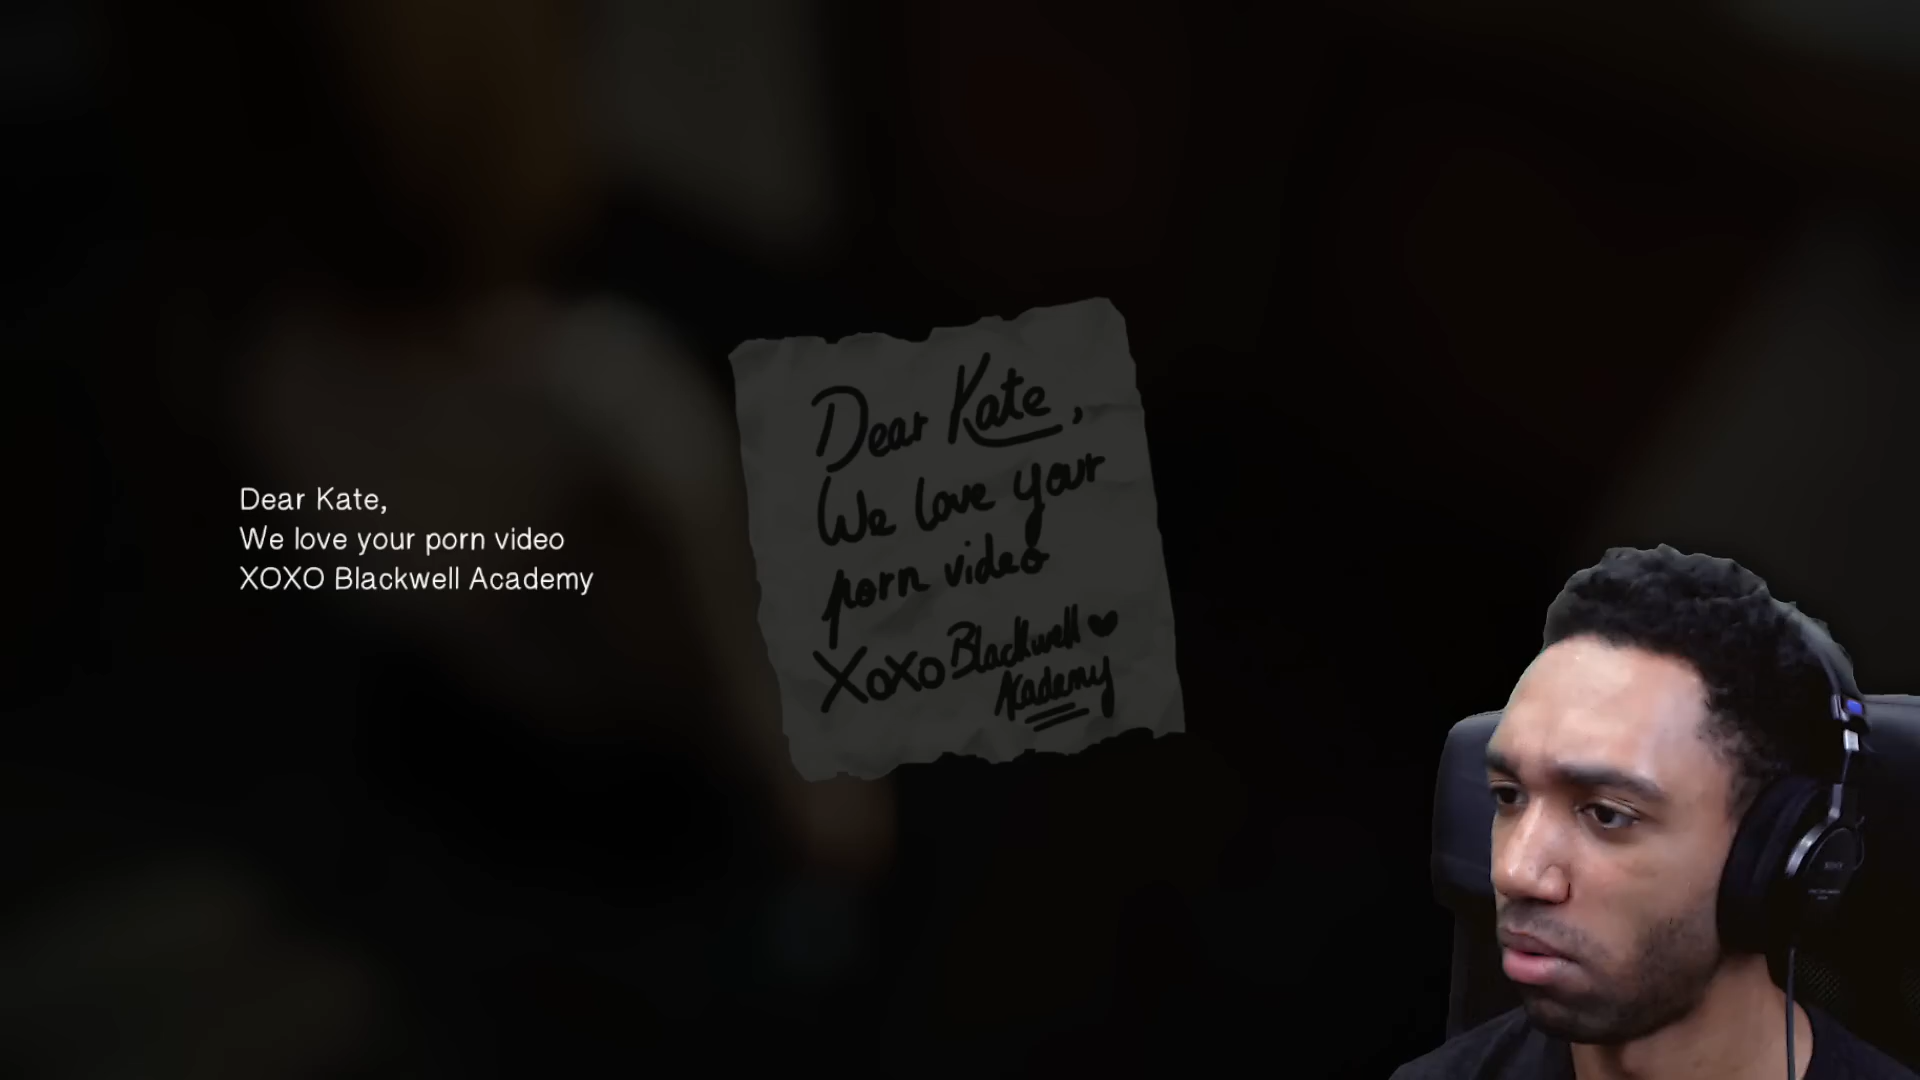 Dear Kate,
We love your porn video
XOXO Blackwell Academy
Dear Kate,
We love your
porn video
XoXo Blackwell ♥
Academy